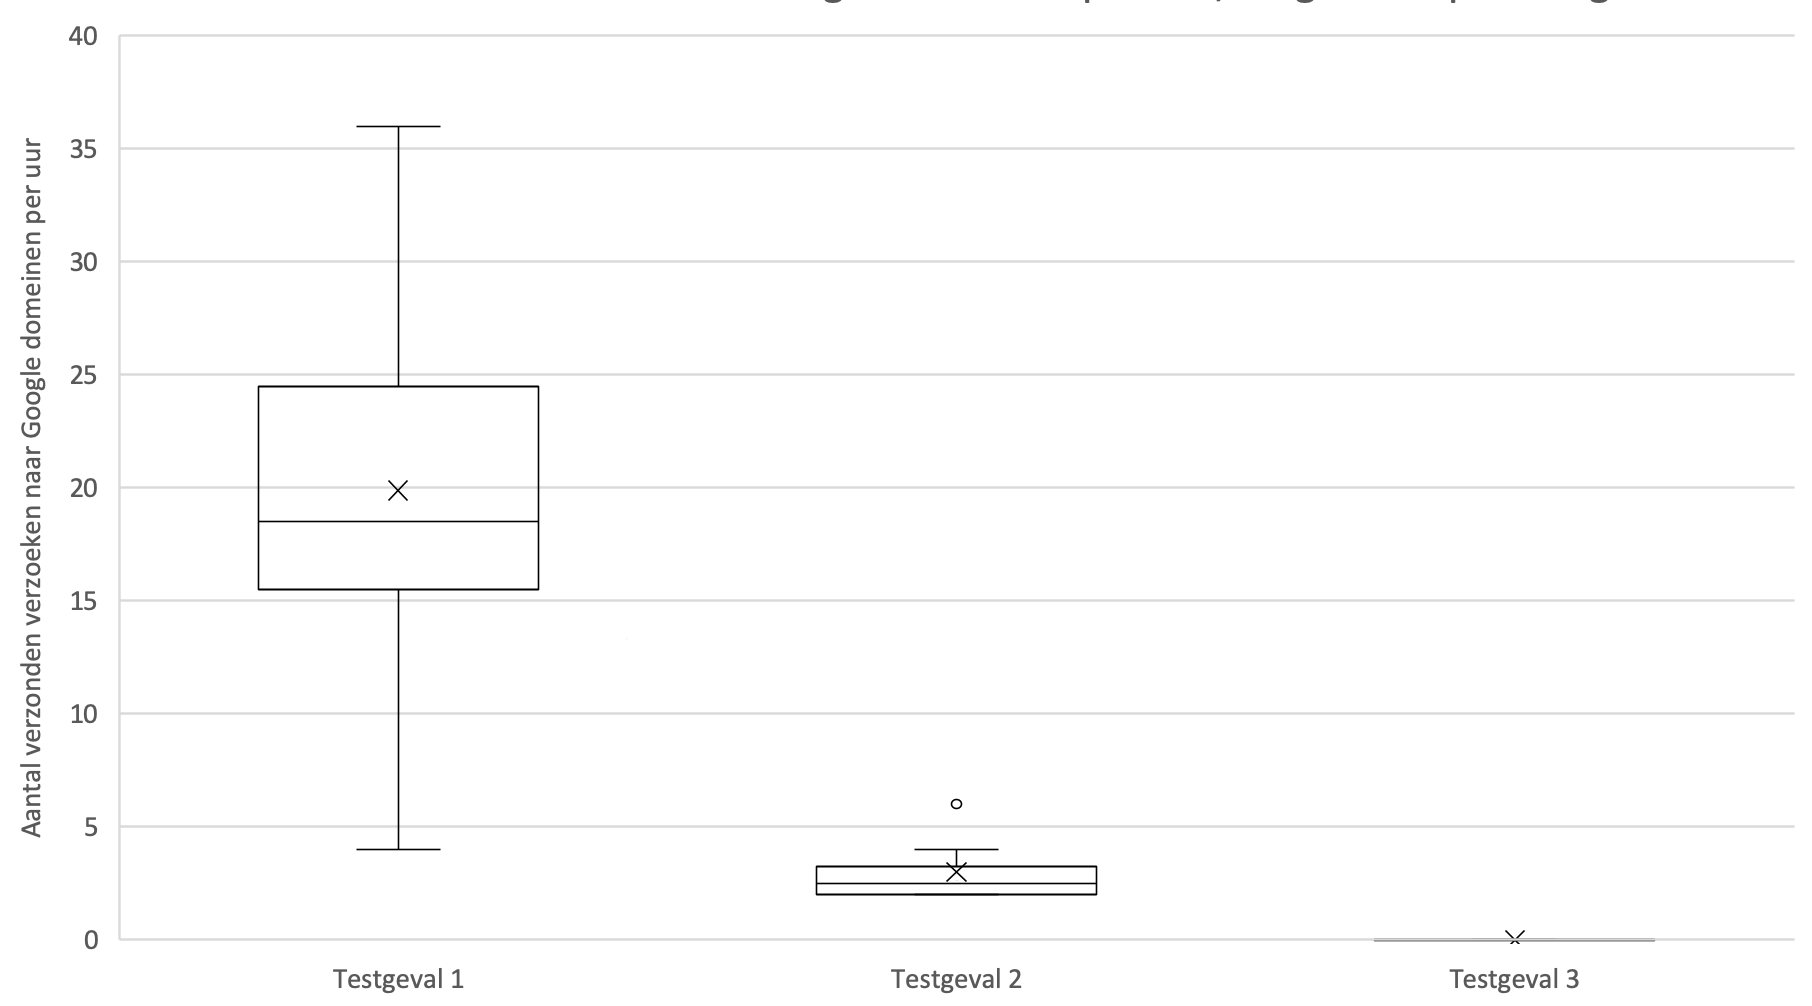 40
35
30
25
20
15
10
5
0
Aantal verzonden verzoeken naar Google domeinen per uur
Testgeval 1
Testgeval 2
Testgeval 3